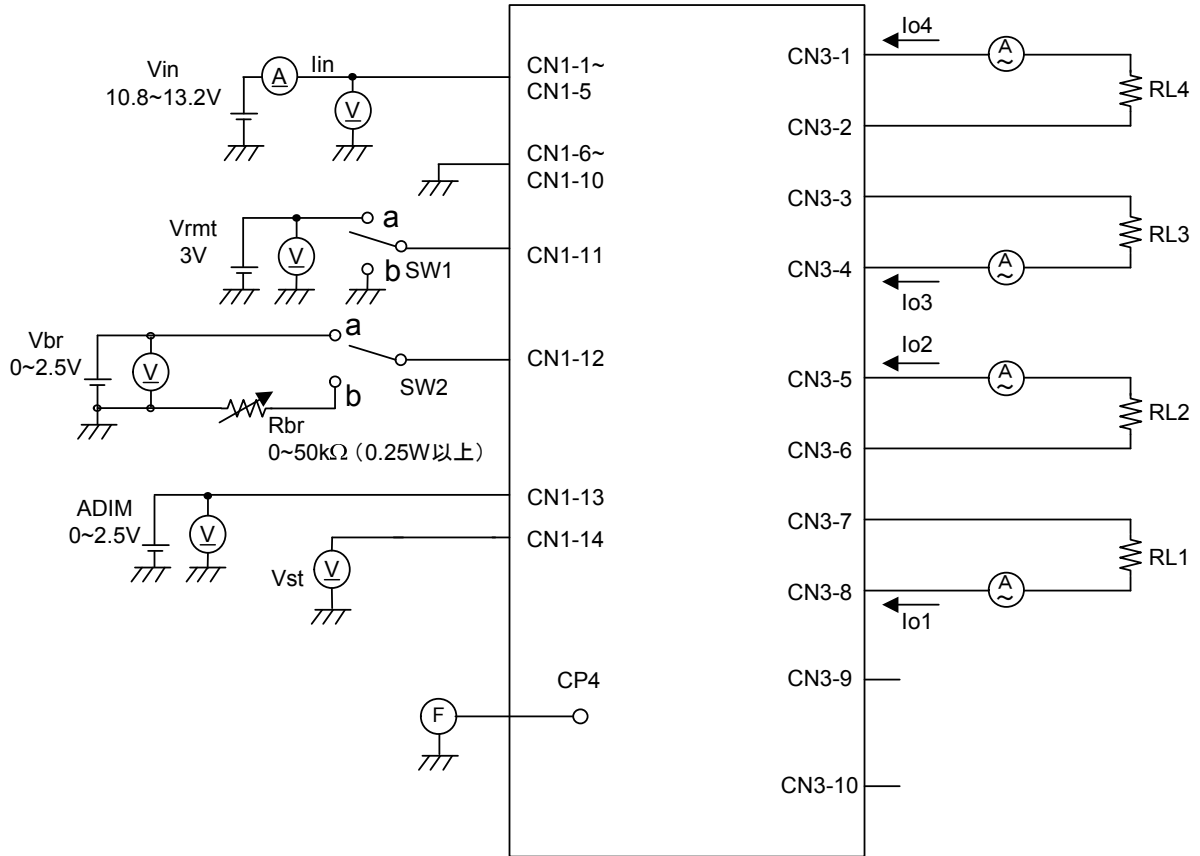 Vin
10.8~13.2V
A
Iin
V
CN1-1~
CN1-5
CN1-6~
CN1-10
Vrmt
3V
V
a
b
SW1
CN1-11
Vbr
0~2.5V
V
a
b
SW2
CN1-12
Rbr
0~50kΩ（0.25W以上）
ADIM
0~2.5V
V
CN1-13
CN1-14
Vst
V
F
CP4
CN3-1
Io4
A
~
RL4
CN3-2
CN3-3
RL3
CN3-4
A
~
Io3
Io2
CN3-5
A
~
RL2
CN3-6
CN3-7
RL1
CN3-8
A
~
Io1
CN3-9
CN3-10